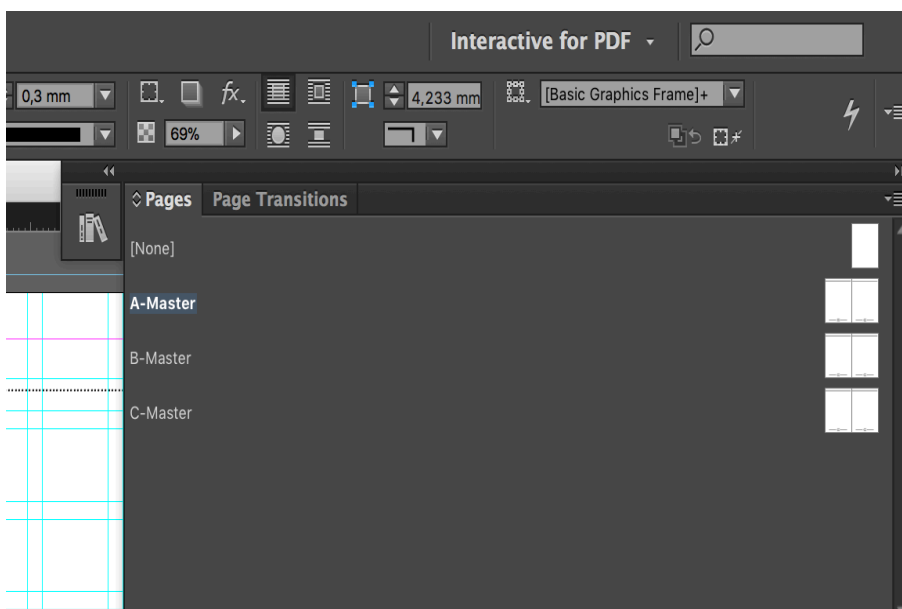 Interactive for PDF
0,3 mm
fx.
4,233 mm
[Basic Graphics Frame]+
69%
Pages Page Transitions
[None]
A-Master
B-Master
C-Master